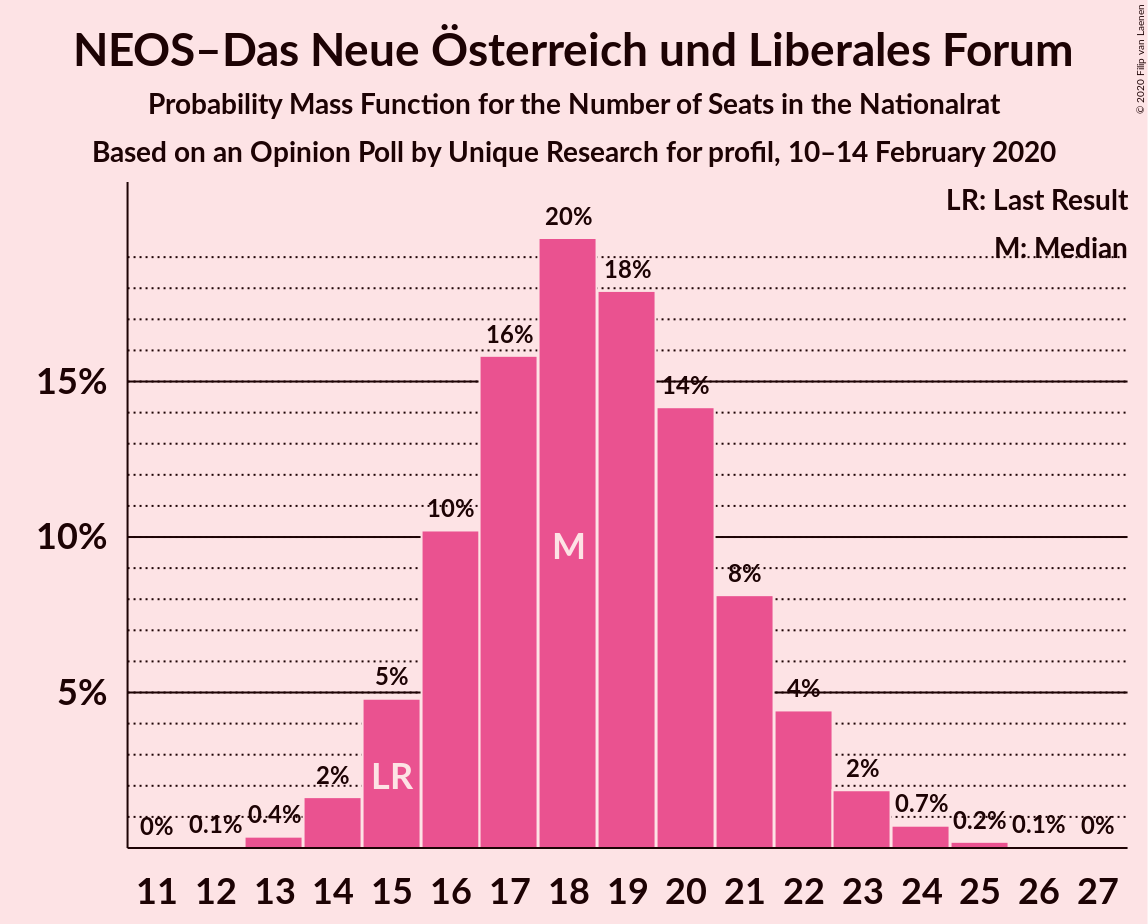 NEOS–Das Neue Österreich und Liberales Forum
Probability Mass Function for the Number of Seats in the Nationalrat
Based on an Opinion Poll by Unique Research for profil, 10–14 February 2020
© 2020 Filip van Laenen
LR: Last Result
M: Median
15%
10%
5%
0%
0.1%
0.4%
2%
5%
10%
16%
20%
18%
14%
8%
4%
2%
0.7%
0.2%
0.1%
0%
LR
M
11 12 13 14 15 16 17 18 19 20 21 22 23 24 25 26 27